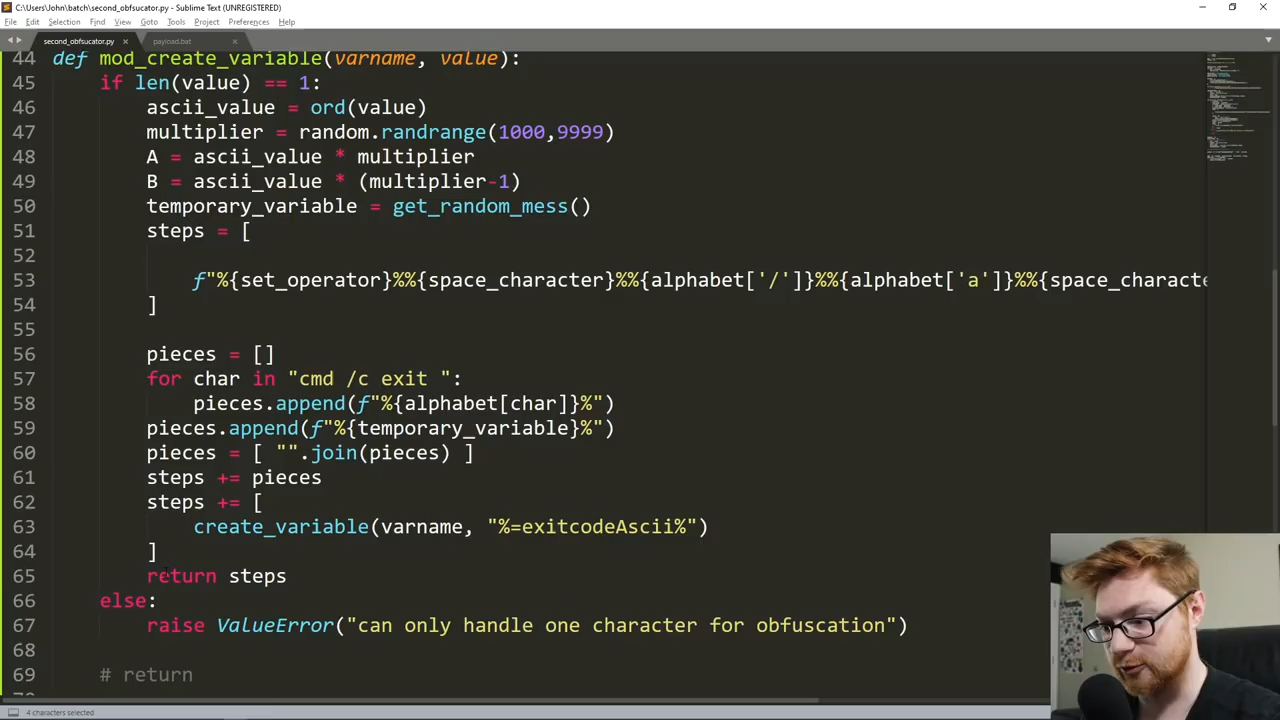 C:\Users\John\batch\second_obfsucator.py - Sublime Text (UNREGISTERED)
File Edit Selection Find View Goto Tools Project Preferences Help
second_obfsucator.py × payload.bat ×
44 def mod_create_variable(varname, value):
45 if len(value) == 1:
46 ascii_value = ord(value)
47 multiplier = random.randrange(1000,9999)
48 A = ascii_value * multiplier
49 B = ascii_value * (multiplier-1)
50 temporary_variable = get_random_mess()
51 steps = [
52
53 f"%{set_operator}%%{space_character}%%{alphabet['/']}%%{alphabet['a']}%%{space_characte
54 ]
55
56 pieces = []
57 for char in "cmd /c exit ":
58 pieces.append(f"%{alphabet[char]}%")
59 pieces.append(f"%{temporary_variable}%")
60 pieces = [ "".join(pieces) ]
61 steps += pieces
62 steps += [
63 create_variable(varname, "%=exitcodeAscii%")
64 ]
65 return steps
66 else:
67 raise ValueError("can only handle one character for obfuscation")
68
69 # return
4 characters selected